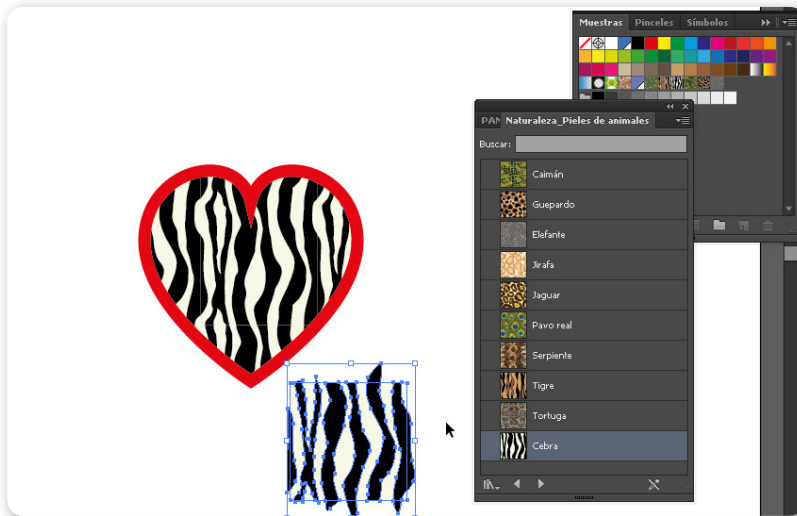 Muestras Pinceles Símbolos
PAN Naturaleza_Pieles de animales
Buscar:
Caimán
Guepardo
Elefante
Jirafa
Jaguar
Pavo real
Serpiente
Tigre
Tortuga
Cebra